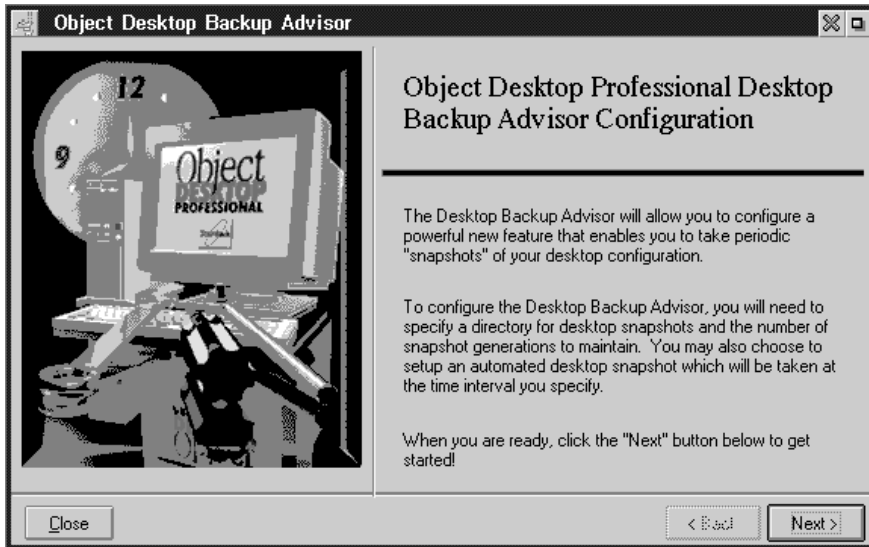 Object Desktop Backup Advisor
12
9
Object
DESKTOP
PROFESSIONAL
Object Desktop Professional Desktop
Backup Advisor Configuration
The Desktop Backup Advisor will allow you to configure a
powerful new feature that enables you to take periodic
"snapshots" of your desktop configuration.
To configure the Desktop Backup Advisor, you will need to
specify a directory for desktop snapshots and the number of
snapshot generations to maintain. You may also choose to
setup an automated desktop snapshot which will be taken at
the time interval you specify.
When you are ready, click the "Next" button below to get
started!
Close
< Back
Next >